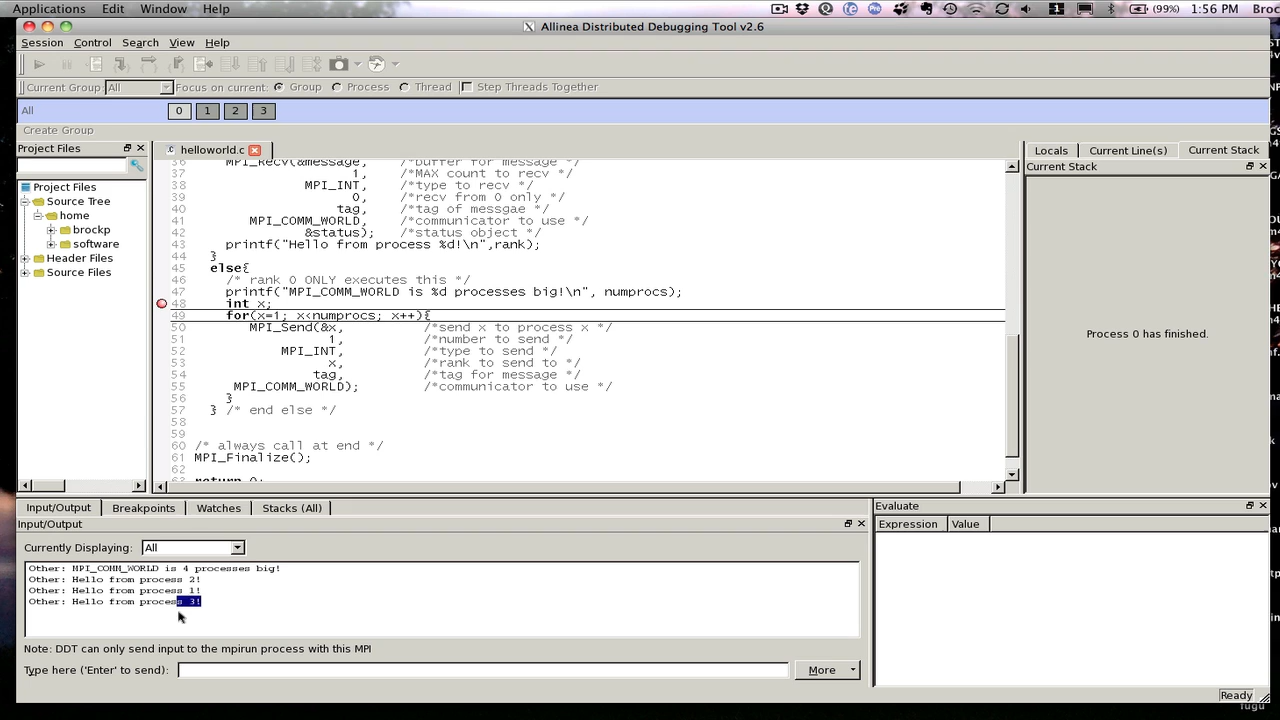 Applications Edit Window Help (99%) 1:56 PM Broc
Allinea Distributed Debugging Tool v2.6
Session Control Search View Help
Current Group: All Focus on current: Group Process Thread Step Threads Together
All 0 1 2 3
Create Group
Project Files
helloworld.c
Locals Current Line(s) Current Stack
Current Stack
Project Files
Source Tree
home
brockp
software
Header Files
Source Files
36 MPI_Recv(&message, /*buffer for message */
37 1, /*MAX count to recv */
38 MPI_INT, /*type to recv */
39 0, /*recv from 0 only */
40 tag, /*tag of messgae */
41 MPI_COMM_WORLD, /*communicator to use */
42 &status); /*status object */
43 printf("Hello from process %d!\n",rank);
44 }
45 else{
46 /* rank 0 ONLY executes this */
47 printf("MPI_COMM_WORLD is %d processes big!\n", numprocs);
48 int x;
49 for(x=1; x<numprocs; x++){
50 MPI_Send(&x, /*send x to process x */
51 1, /*number to send */
52 MPI_INT, /*type to send */
53 x, /*rank to send to */
54 tag, /*tag for message */
55 MPI_COMM_WORLD); /*communicator to use */
56 }
57 } /* end else */
58
59
60 /* always call at end */
61 MPI_Finalize();
62
63 return 0;
Process 0 has finished.
Input/Output Breakpoints Watches Stacks (All)
Input/Output
Currently Displaying: All
Other: MPI_COMM_WORLD is 4 processes big!
Other: Hello from process 2!
Other: Hello from process 1!
Other: Hello from process 3!
Note: DDT can only send input to the mpirun process with this MPI
Type here ('Enter' to send): More
Evaluate
Expression Value
Ready
fugu